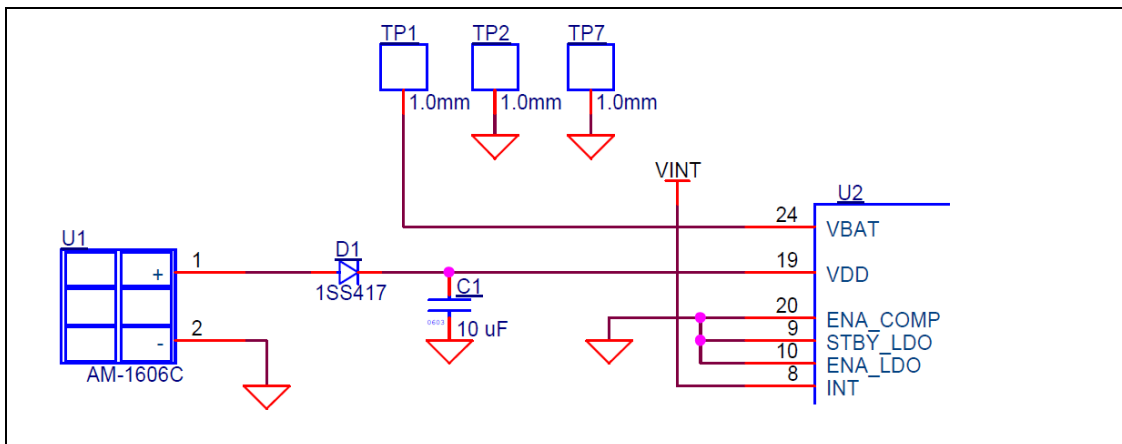 TP1 TP2 TP7
1.0mm 1.0mm 1.0mm
VINT
U2
24 VBAT
U1
1 D1 19
+ VDD
1SS417 C1
0603 10 uF
20 ENA_COMP
2 9 STBY_LDO
- 10 ENA_LDO
AM-1606C 8 INT